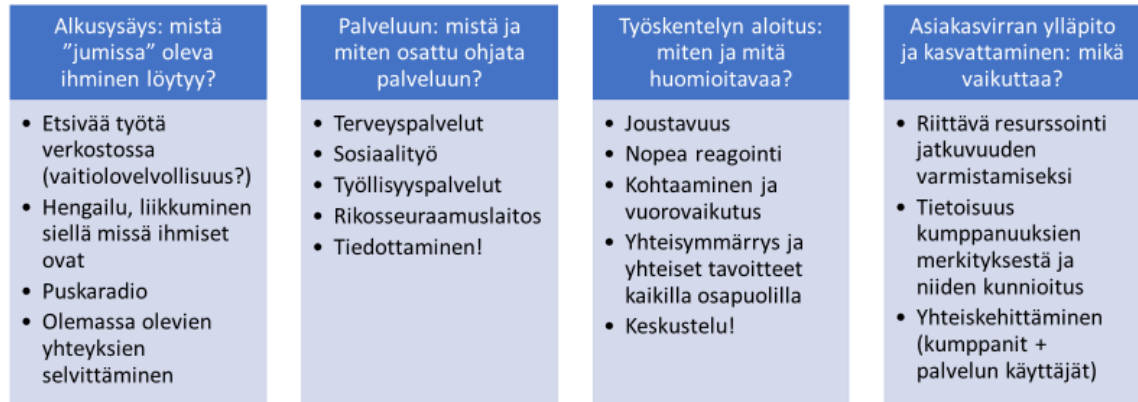 Alkusysäys: mistä
”jumissa” oleva
ihminen löytyy?
• Etsivää työtä
verkostossa
(vaitiolovelvollisuus?)
• Hengailu, liikkuminen
siellä missä ihmiset
ovat
• Puskaradio
• Olemassa olevien
yhteyksien
selvittäminen
Palveluun: mistä ja
miten osattu ohjata
palveluun?
• Terveyspalvelut
• Sosiaalityö
• Työllisyyspalvelut
• Rikosseuraamuslaitos
• Tiedottaminen!
Työskentelyn aloitus:
miten ja mitä
huomioitavaa?
• Joustavuus
• Nopea reagointi
• Kohtaaminen ja
vuorovaikutus
• Yhteisymmärrys ja
yhteiset tavoitteet
kaikilla osapuolilla
• Keskustelu!
Asiakasvirran ylläpito
ja kasvattaminen: mikä
vaikuttaa?
• Riittävä resurssointi
jatkuvuuden
varmistamiseksi
• Tietoisuus
kumppanuuksien
merkityksestä ja
niiden kunnioitus
• Yhteiskehittäminen
(kumppanit +
palvelun käyttäjät)